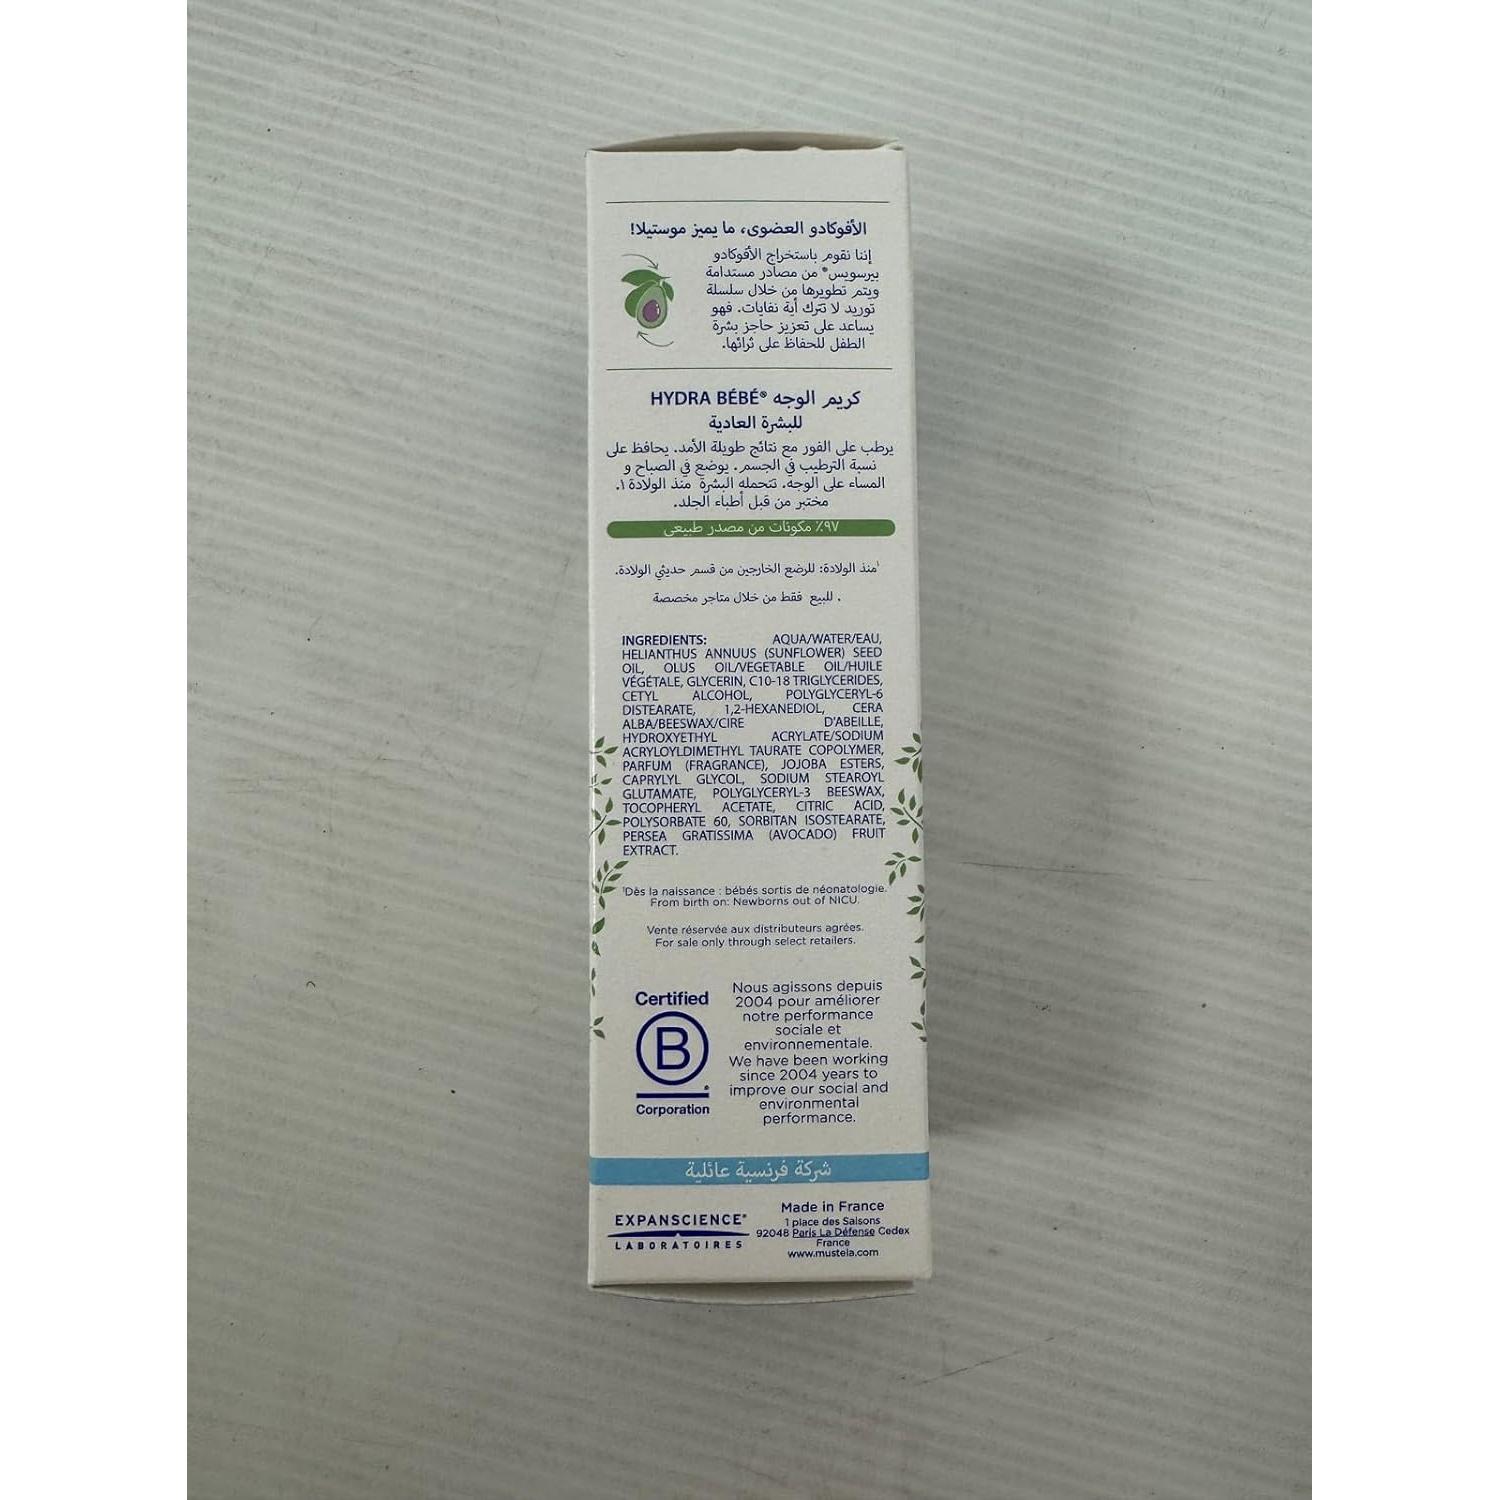 الأفوكادو العضوى، ما يميز موستيلا!
إننا نقوم باستخراج الأفوكادو
بيرسويس® من مصادر مستدامة
ويتم تطويرها من خلال سلسلة
توريد لا تترك أية نفايات. فهو
يساعد على تعزيز حاجز بشرة
الطفل للحفاظ على ثرائها.
كريم الوجه HYDRA BÉBÉ®
للبشرة العادية
يرطب على الفور مع نتائج طويلة الأمد. يحافظ على
نسبة الترطيب في الجسم. يوضع في الصباح و
المساء على الوجه. تتحمله البشرة منذ الولادة ١.
مختبر من قبل أطباء الجلد.
٩٧٪ مكونات من مصدر طبيعي
¹منذ الولادة: للرضع الخارجين من قسم حديثي الولادة.
. للبيع فقط من خلال متاجر مخصصة
INGREDIENTS: AQUA/WATER/EAU,
HELIANTHUS ANNUUS (SUNFLOWER) SEED
OIL, OLUS OIL/VEGETABLE OIL/HUILE
VÉGÉTALE, GLYCERIN, C10-18 TRIGLYCERIDES,
CETYL ALCOHOL, POLYGLYCERYL-6
DISTEARATE, 1,2-HEXANEDIOL, CERA
ALBA/BEESWAX/CIRE D'ABEILLE,
HYDROXYETHYL ACRYLATE/SODIUM
ACRYLOYLDIMETHYL TAURATE COPOLYMER,
PARFUM (FRAGRANCE), JOJOBA ESTERS,
CAPRYLYL GLYCOL, SODIUM STEAROYL
GLUTAMATE, POLYGLYCERYL-3 BEESWAX,
TOCOPHERYL ACETATE, CITRIC ACID,
POLYSORBATE 60, SORBITAN ISOSTEARATE,
PERSEA GRATISSIMA (AVOCADO) FRUIT
EXTRACT.
¹Dès la naissance : bébés sortis de néonatologie.
From birth on: Newborns out of NICU.
Vente réservée aux distributeurs agrées.
For sale only through select retailers.
Certified
B
®
Corporation
Nous agissons depuis
2004 pour améliorer
notre performance
sociale et
environnementale.
We have been working
since 2004 years to
improve our social and
environmental
performance.
شركة فرنسية عائلية
EXPANSCIENCE®
LABORATOIRES
Made in France
1 place des Saisons
92048 Paris La Défense Cedex
France
www.mustela.com